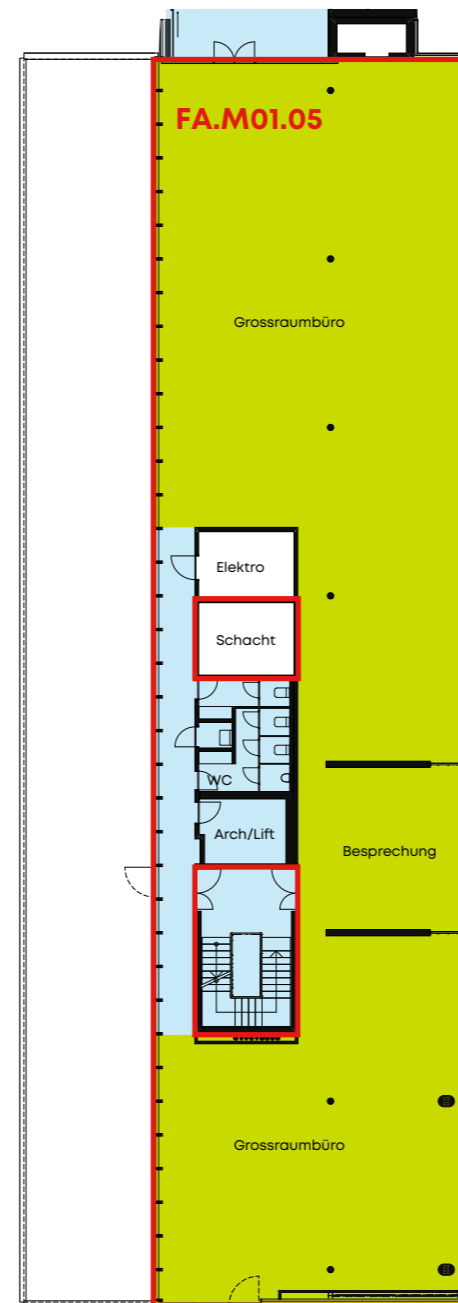 FA.M01.05
Grossraumbüro
Elektro
Schacht
WC
Arch/Lift
Besprechung
Grossraumbüro